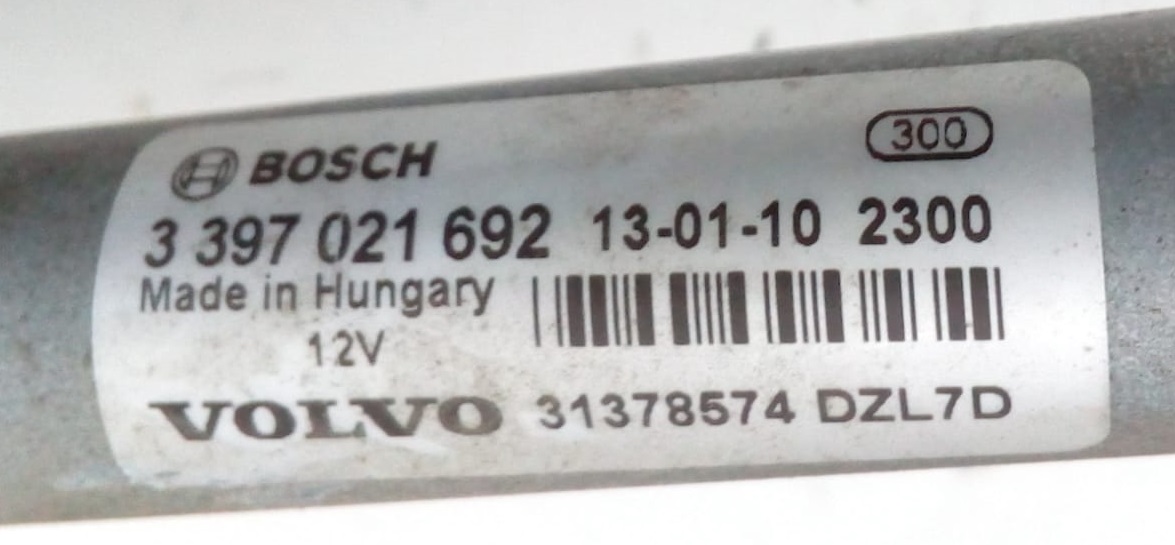 BOSCH 300
3 397 021 692 13-01-10 2300
Made in Hungary
12V
VOLVO 31378574 DZL7D